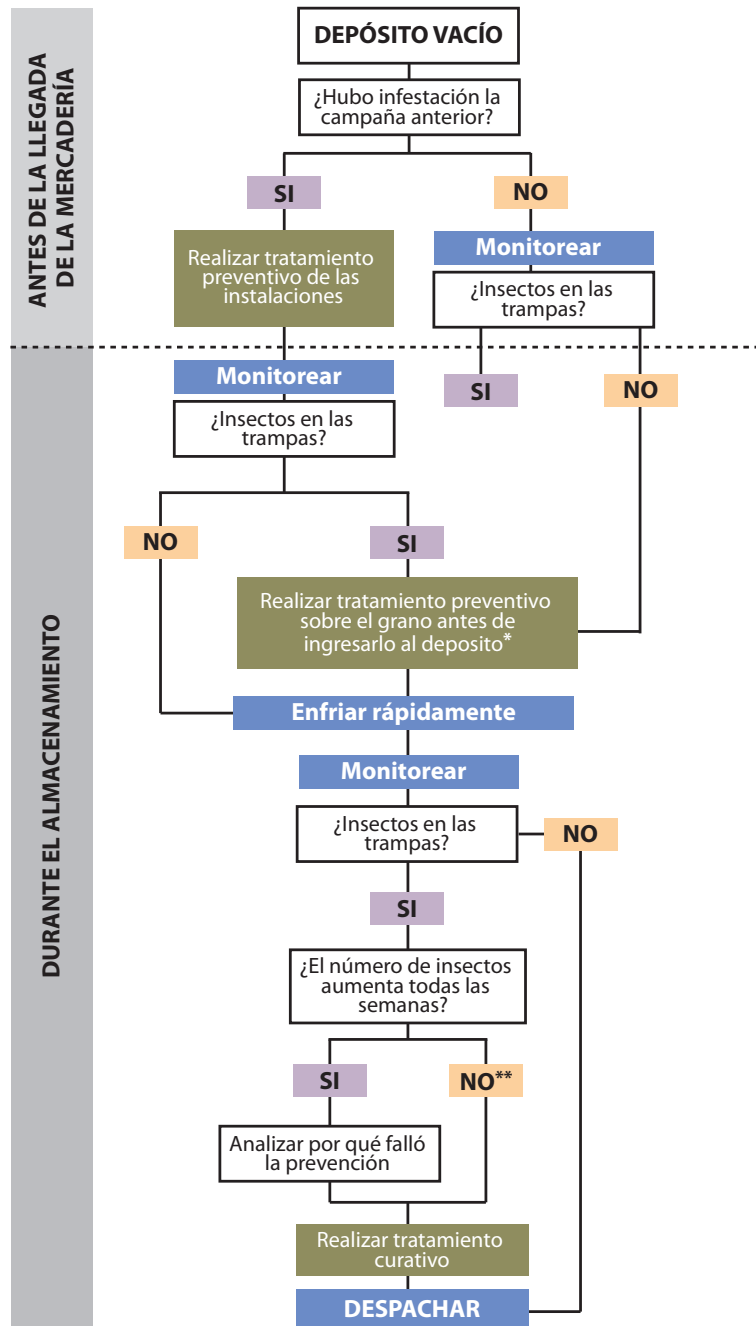 ANTES DE LA LLEGADA
DE LA MERCADERÍA
DEPÓSITO VACÍO
¿Hubo infestación la
campaña anterior?
SI
NO
Realizar tratamiento
preventivo de las
instalaciones
Monitorear
¿Insectos en las
trampas?
DURANTE EL ALMACENAMIENTO
Monitorear
SI
NO
¿Insectos en las
trampas?
NO
SI
Realizar tratamiento preventivo
sobre el grano antes de
ingresarlo al deposito*
Enfriar rápidamente
Monitorear
¿Insectos en las
trampas?
NO
SI
¿El número de insectos
aumenta todas las
semanas?
SI
NO**
Analizar por qué falló
la prevención
Realizar tratamiento
curativo
DESPACHAR